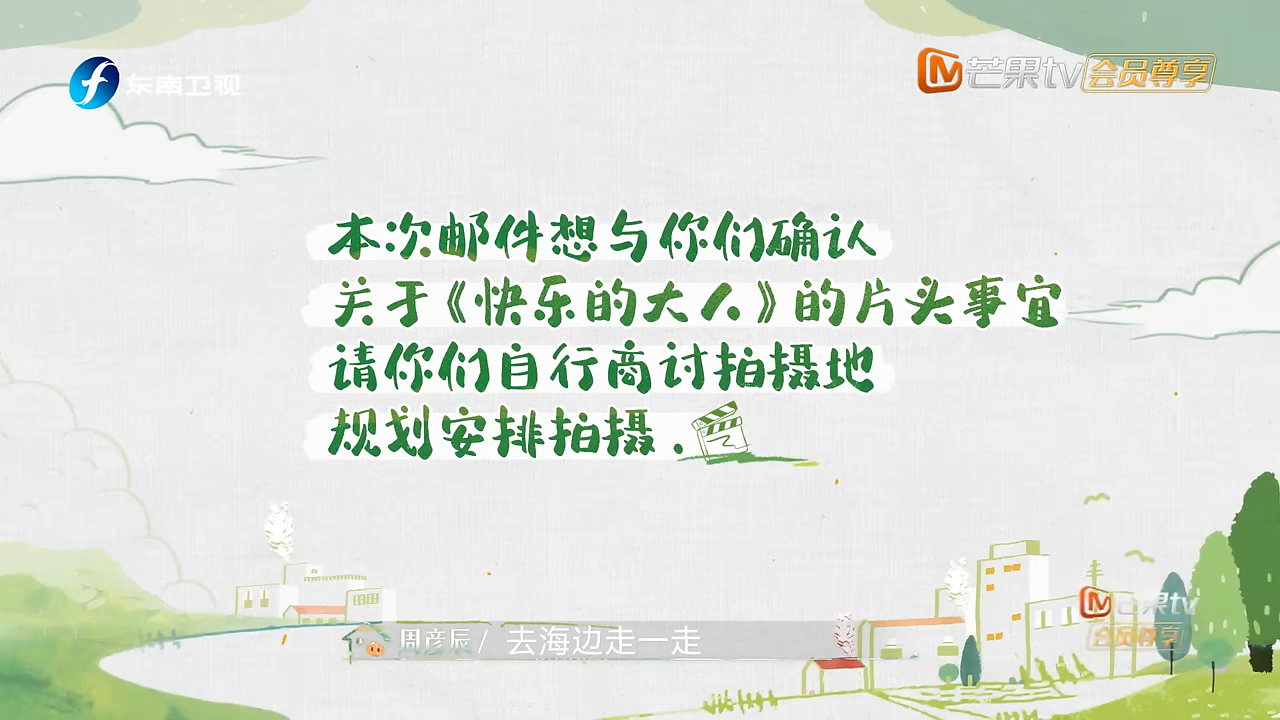 东南卫视
芒果tv 会员尊享
本次邮件想与你们确认
关于《快乐的大人》的片头事宜
请你们自行商讨拍摄地
规划安排拍摄.
芒果tv
会员尊享
周彦辰 / 去海边走一走